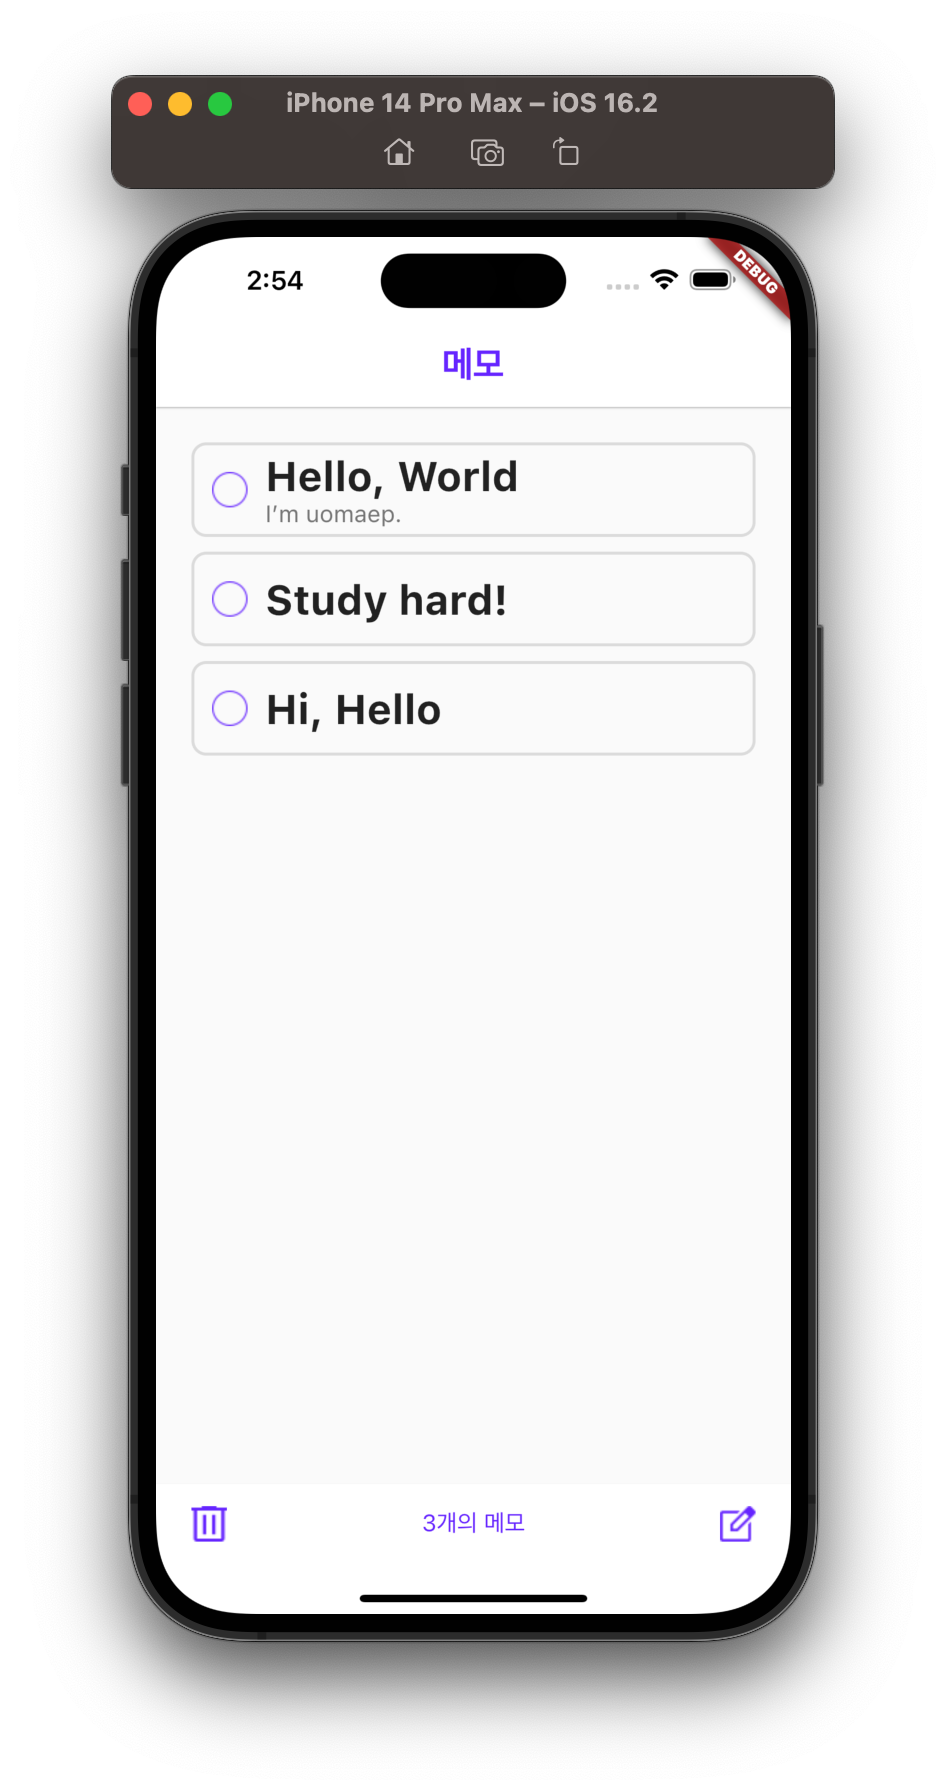 iPhone 14 Pro Max – iOS 16.2
2:54
DEBUG
메모
Hello, World
I'm uomaep.
Study hard!
Hi, Hello
3개의 메모